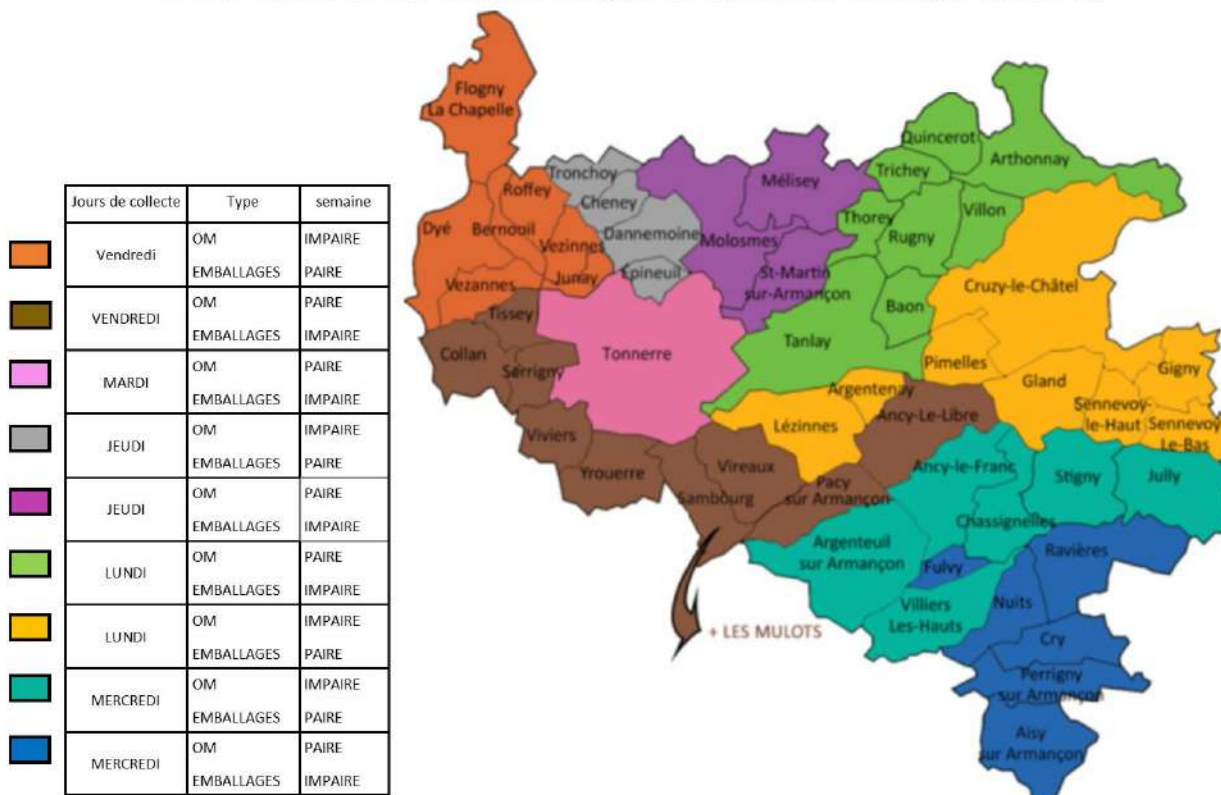 Jours de collecte Type semaine
Vendredi
OM IMPAIRE
EMBALLAGES PAIRE
VENDREDI
OM PAIRE
EMBALLAGES IMPAIRE
MARDI
OM PAIRE
EMBALLAGES IMPAIRE
JEUDI
OM IMPAIRE
EMBALLAGES PAIRE
JEUDI
OM PAIRE
EMBALLAGES IMPAIRE
LUNDI
OM PAIRE
EMBALLAGES IMPAIRE
LUNDI
OM IMPAIRE
EMBALLAGES PAIRE
MERCREDI
OM IMPAIRE
EMBALLAGES PAIRE
MERCREDI
OM PAIRE
EMBALLAGES IMPAIRE
Flogny
La Chapelle
Quincerot
Arthonnay
Tronchoy
Trichey
Mélisey
Roffey
Cheney
Thorey
Villon
Dyé
Bernouil
Dannemoine
Rugny
Vezinnes
Molosmes
Épineuil
St-Martin
sur-Armançon
Junay
Vezannes
Cruzy-le-Châtel
Baon
Tissey
Tanlay
Collan
Tonnerre
Pimelles
Serrigny
Gigny
Gland
Argentenay
Sennevoy-
le-Haut
Ancy-Le-Libre
Sennevoy
Le-Bas
Lézinnes
Viviers
Vireaux
Ancy-le-Franc
Yrouerre
Stigny
Jully
Pacy
sur Armançon
Sambourg
Chassignelles
Argenteuil
sur Armançon
Ravières
Fulvy
Nuits
Villiers
Les-Hauts
+ LES MULOTS
Cry
Perrigny
sur Armançon
Aisy
sur Armançon